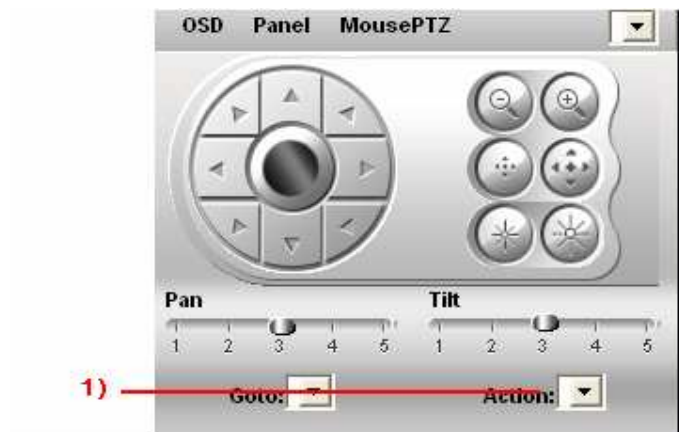 OSD Panel MousePTZ
Pan Tilt
1 2 3 4 5 1 2 3 4 5
1) Goto: Action: